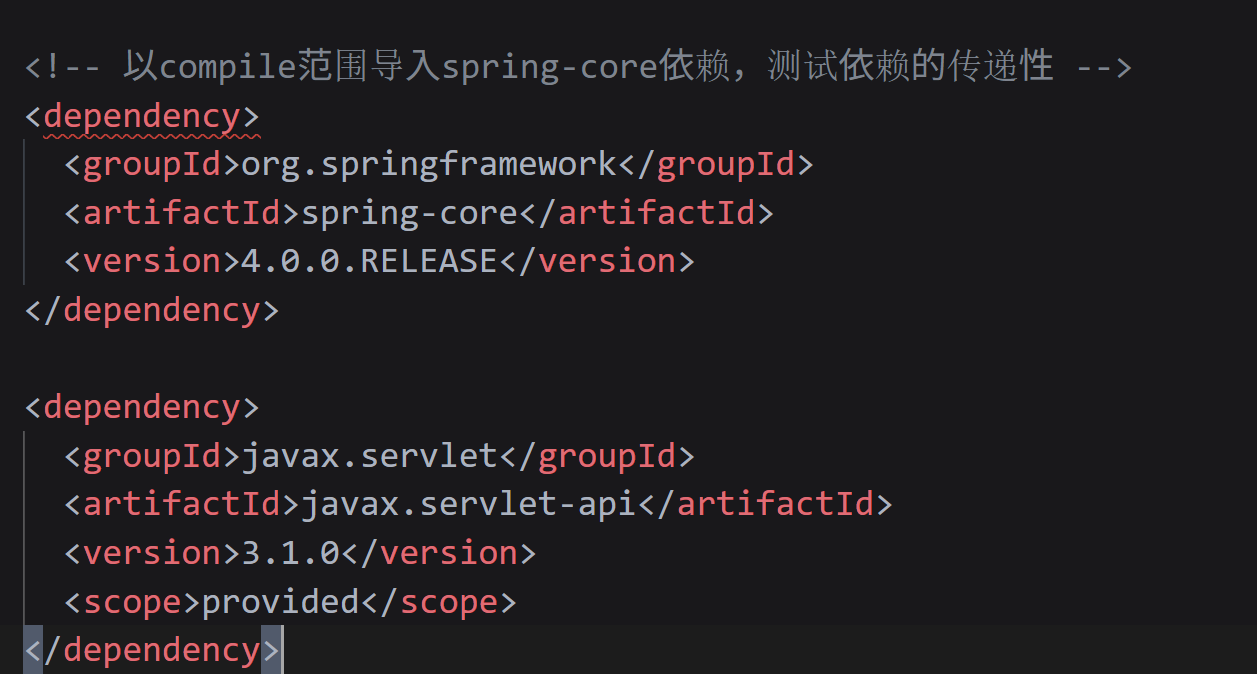 <!-- 以compile范围导入spring-core依赖，测试依赖的传递性 -->
<dependency>
  <groupId>org.springframework</groupId>
  <artifactId>spring-core</artifactId>
  <version>4.0.0.RELEASE</version>
</dependency>

<dependency>
  <groupId>javax.servlet</groupId>
  <artifactId>javax.servlet-api</artifactId>
  <version>3.1.0</version>
  <scope>provided</scope>
</dependency>